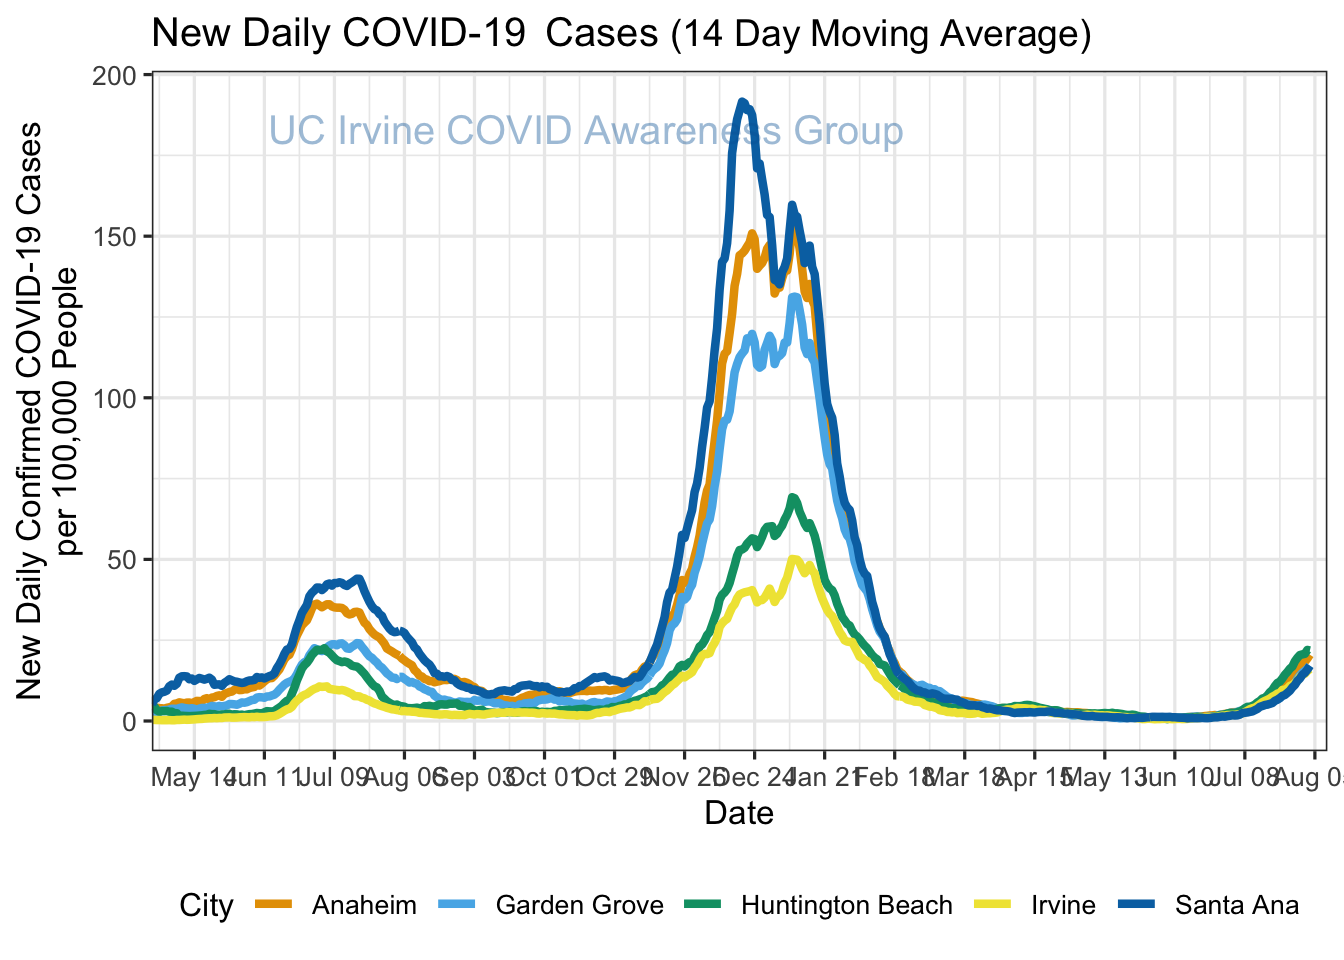 New Daily COVID-19 Cases (14 Day Moving Average)
UC Irvine COVID Awareness Group
New Daily Confirmed COVID-19 Cases
per 100,000 People
200
150
100
50
0
May 14 Jun 11 Jul 09 Aug 06 Sep 03 Oct 01 Oct 29 Nov 26 Dec 24 Jan 21 Feb 18 Mar 18 Apr 15 May 13 Jun 10 Jul 08 Aug
Date
City Anaheim Garden Grove Huntington Beach Irvine Santa Ana